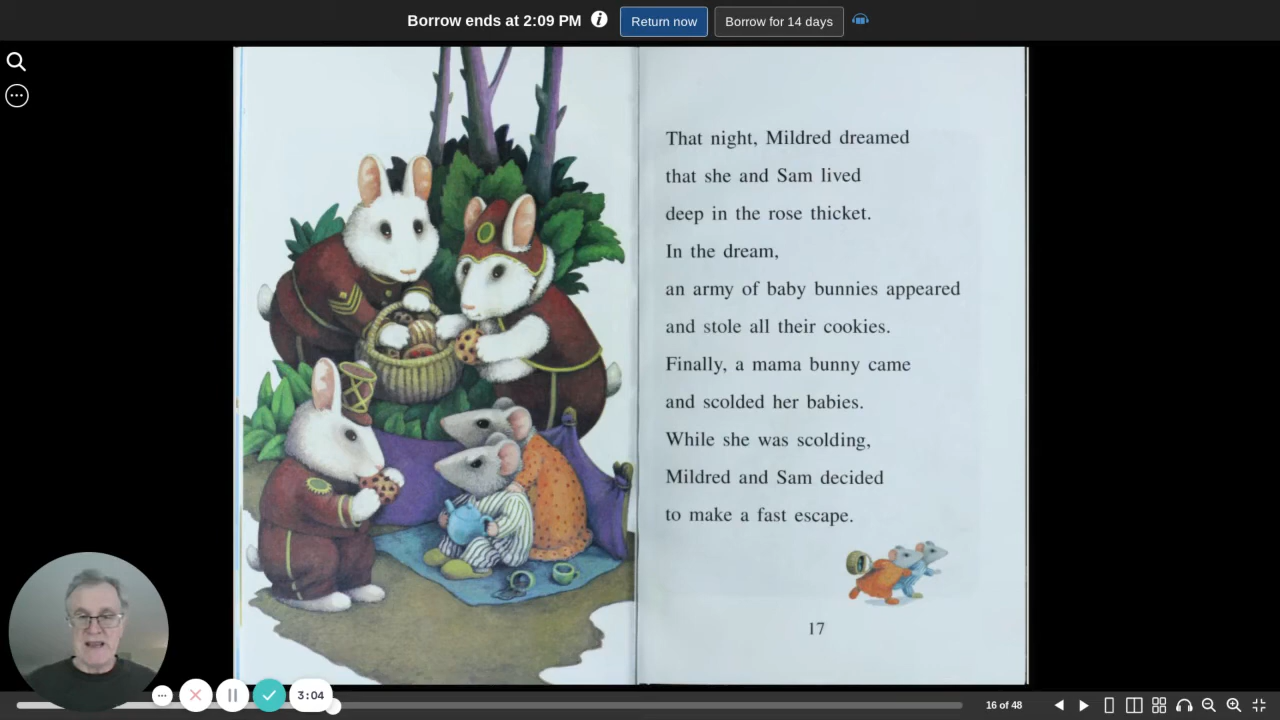 Borrow ends at 2:09 PM
Return now
Borrow for 14 days
That night, Mildred dreamed
that she and Sam lived
deep in the rose thicket.
In the dream,
an army of baby bunnies appeared
and stole all their cookies.
Finally, a mama bunny came
and scolded her babies.
While she was scolding,
Mildred and Sam decided
to make a fast escape.
17
3:04
16 of 48